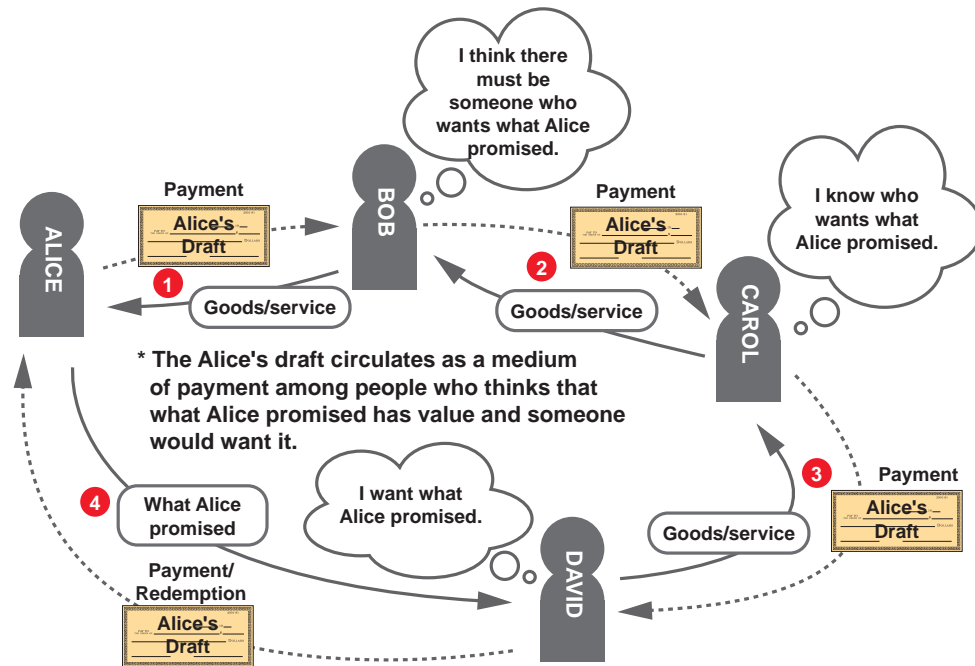 I think there
must be
someone who
wants what Alice
promised.
BOB
Payment
Alice's
Draft
ALICE
1
Goods/service
Payment
Alice's
Draft
2
Goods/service
I know who
wants what
Alice promised.
CAROL
* The Alice's draft circulates as a medium
of payment among people who thinks that
what Alice promised has value and someone
would want it.
3
Payment
Alice's
Draft
DOLLARS
Goods/service
I want what
Alice promised.
DAVID
4
What Alice
promised
Payment/
Redemption
Alice's
Draft